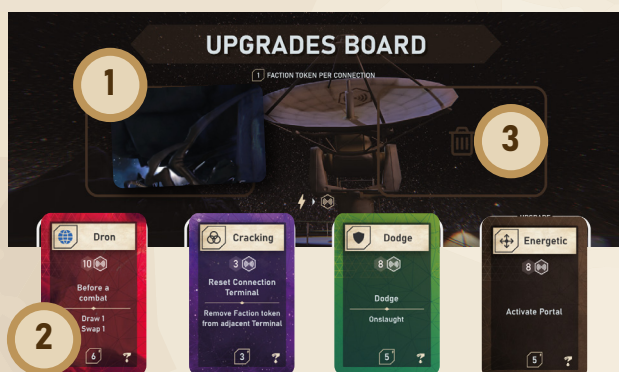 UPGRADES BOARD
1 FACTION TOKEN PER CONNECTION
1
3
2
Dron
10
Before a
combat
Draw 1
Swap 1
6 ?
Cracking
3
Reset Connection
Terminal
Remove Faction token
from adjacent Terminal
3 ?
Dodge
8
Dodge
Onslaught
5 ?
UPGRADE
Energetic
8
Activate Portal
5 ?